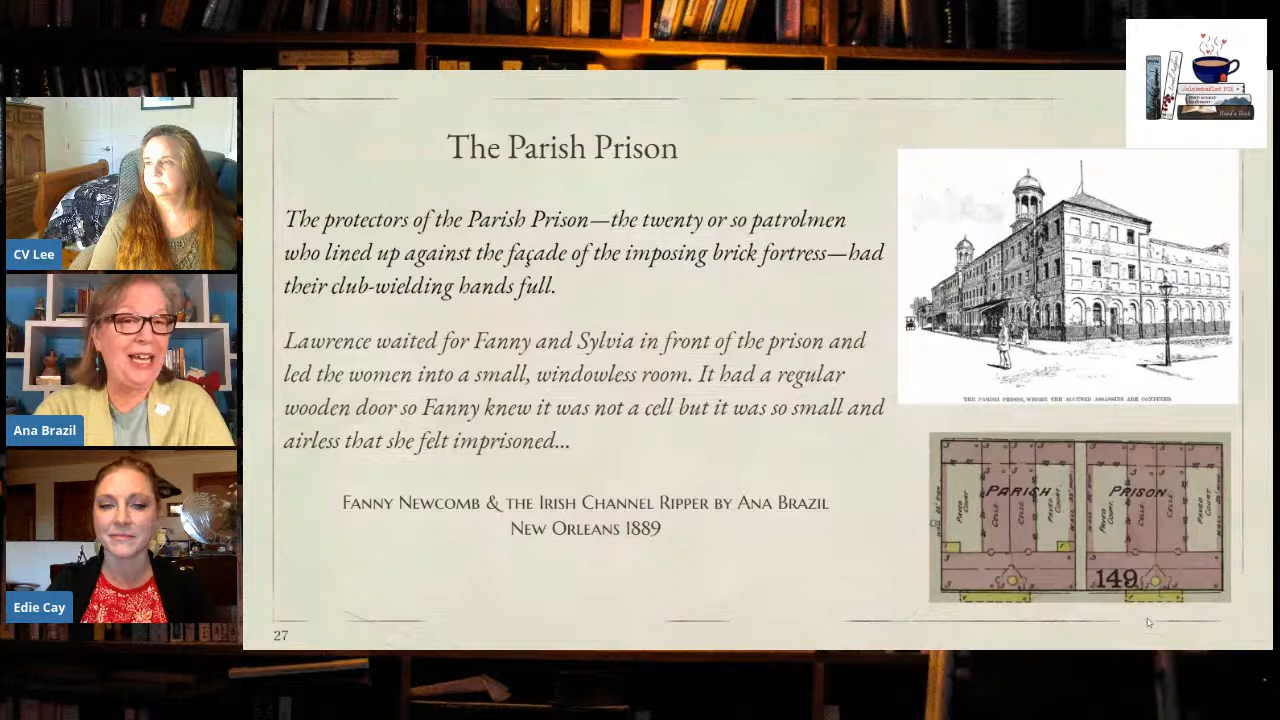 The Parish Prison
The protectors of the Parish Prison—the twenty or so patrolmen
who lined up against the façade of the imposing brick fortress—had
their club-wielding hands full.
Lawrence waited for Fanny and Sylvia in front of the prison and
led the women into a small, windowless room. It had a regular
wooden door so Fanny knew it was not a cell but it was so small and
airless that she felt imprisoned...
Fanny Newcomb & the Irish Channel Ripper by Ana Brazil
New Orleans 1889
27
CV Lee
Ana Brazil
Edie Cay
Read a Book
THE PARISH PRISON, WHERE THE ACCUSED ASSASSINS ARE CONFINED
PARISH PRISON
PAVED COURT
CELLS
CELLS
PAVED COURT
PAVED COURT
CELLS
CELLS
PAVED COURT
149